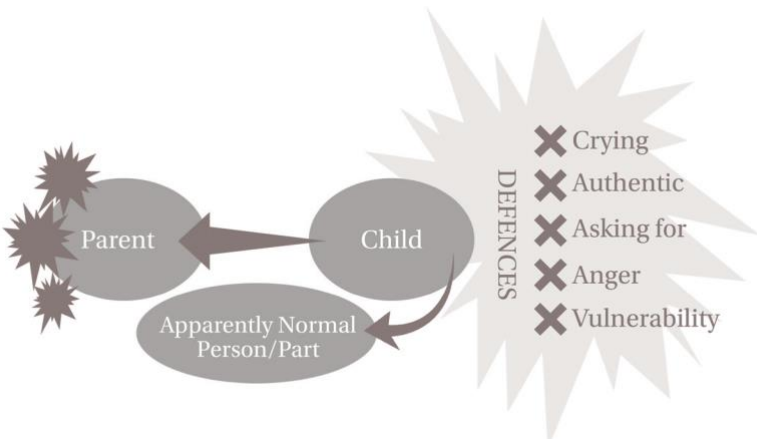 Parent
Child
Apparently Normal
Person/Part
DEFENCES
Crying
Authentic
Asking for
Anger
Vulnerability